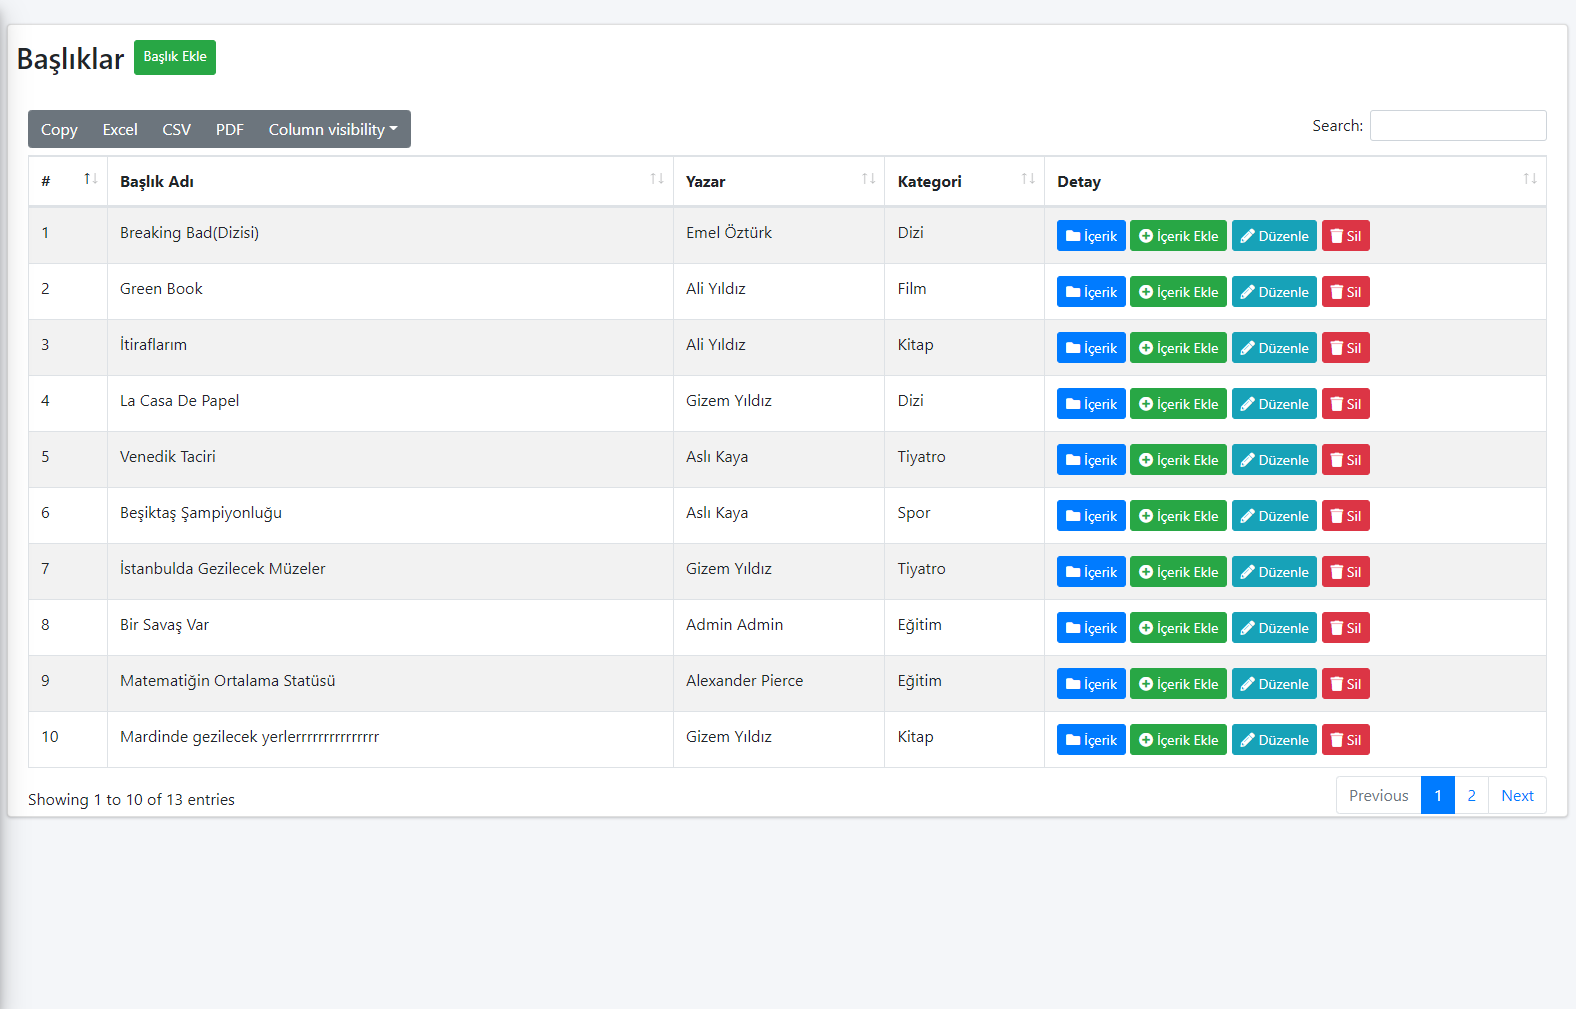 Başlıklar Başlık Ekle
Copy Excel CSV PDF Column visibility Search:
# Başlık Adı Yazar Kategori Detay
1 Breaking Bad(Dizisi) Emel Öztürk Dizi İçerik İçerik Ekle Düzenle Sil
2 Green Book Ali Yıldız Film İçerik İçerik Ekle Düzenle Sil
3 İtiraflarım Ali Yıldız Kitap İçerik İçerik Ekle Düzenle Sil
4 La Casa De Papel Gizem Yıldız Dizi İçerik İçerik Ekle Düzenle Sil
5 Venedik Taciri Aslı Kaya Tiyatro İçerik İçerik Ekle Düzenle Sil
6 Beşiktaş Şampiyonluğu Aslı Kaya Spor İçerik İçerik Ekle Düzenle Sil
7 İstanbulda Gezilecek Müzeler Gizem Yıldız Tiyatro İçerik İçerik Ekle Düzenle Sil
8 Bir Savaş Var Admin Admin Eğitim İçerik İçerik Ekle Düzenle Sil
9 Matematiğin Ortalama Statüsü Alexander Pierce Eğitim İçerik İçerik Ekle Düzenle Sil
10 Mardinde gezilecek yerlerrrrrrrrrrrrrrr Gizem Yıldız Kitap İçerik İçerik Ekle Düzenle Sil
Showing 1 to 10 of 13 entries Previous 1 2 Next